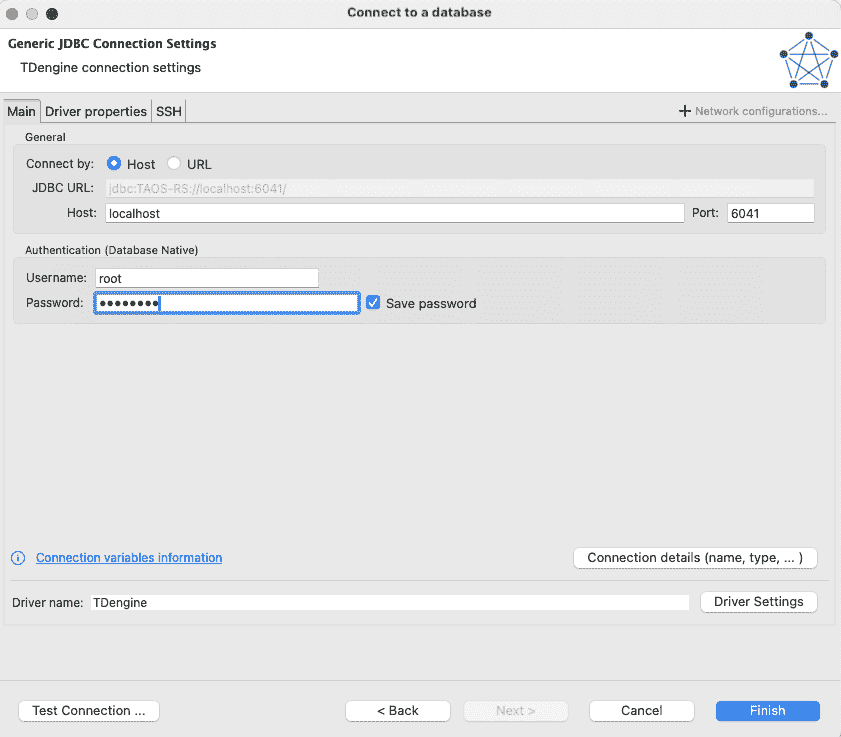 Connect to a database
Generic JDBC Connection Settings
TDengine connection settings
Main Driver properties SSH + Network configurations...
General
Connect by: Host URL
JDBC URL: jdbc:TAOS-RS://localhost:6041/
Host: localhost Port: 6041
Authentication (Database Native)
Username: root
Password: •••••••• Save password
Connection variables information Connection details (name, type, ... )
Driver name: TDengine Driver Settings
Test Connection ... < Back Next > Cancel Finish